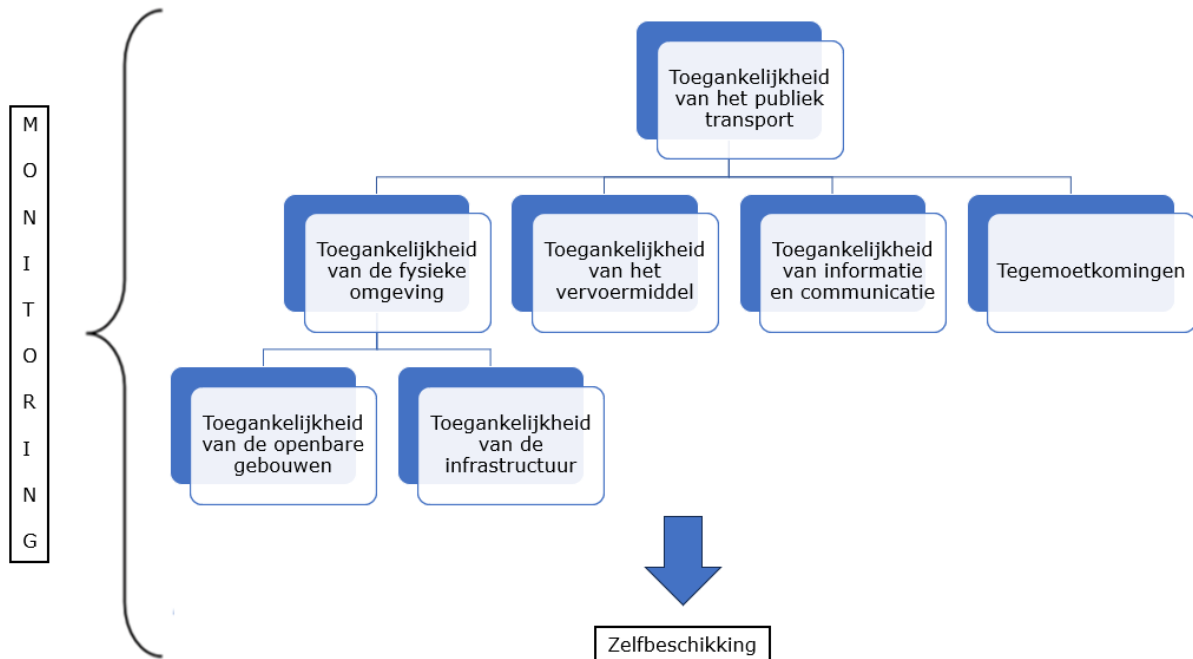 MONITORING
Toegankelijkheid
van het publiek
transport
Toegankelijkheid
van de fysieke
omgeving
Toegankelijkheid
van het
vervoermiddel
Toegankelijkheid
van informatie
en communicatie
Tegemoetkomingen
Toegankelijkheid
van de openbare
gebouwen
Toegankelijkheid
van de
infrastructuur
Zelfbeschikking